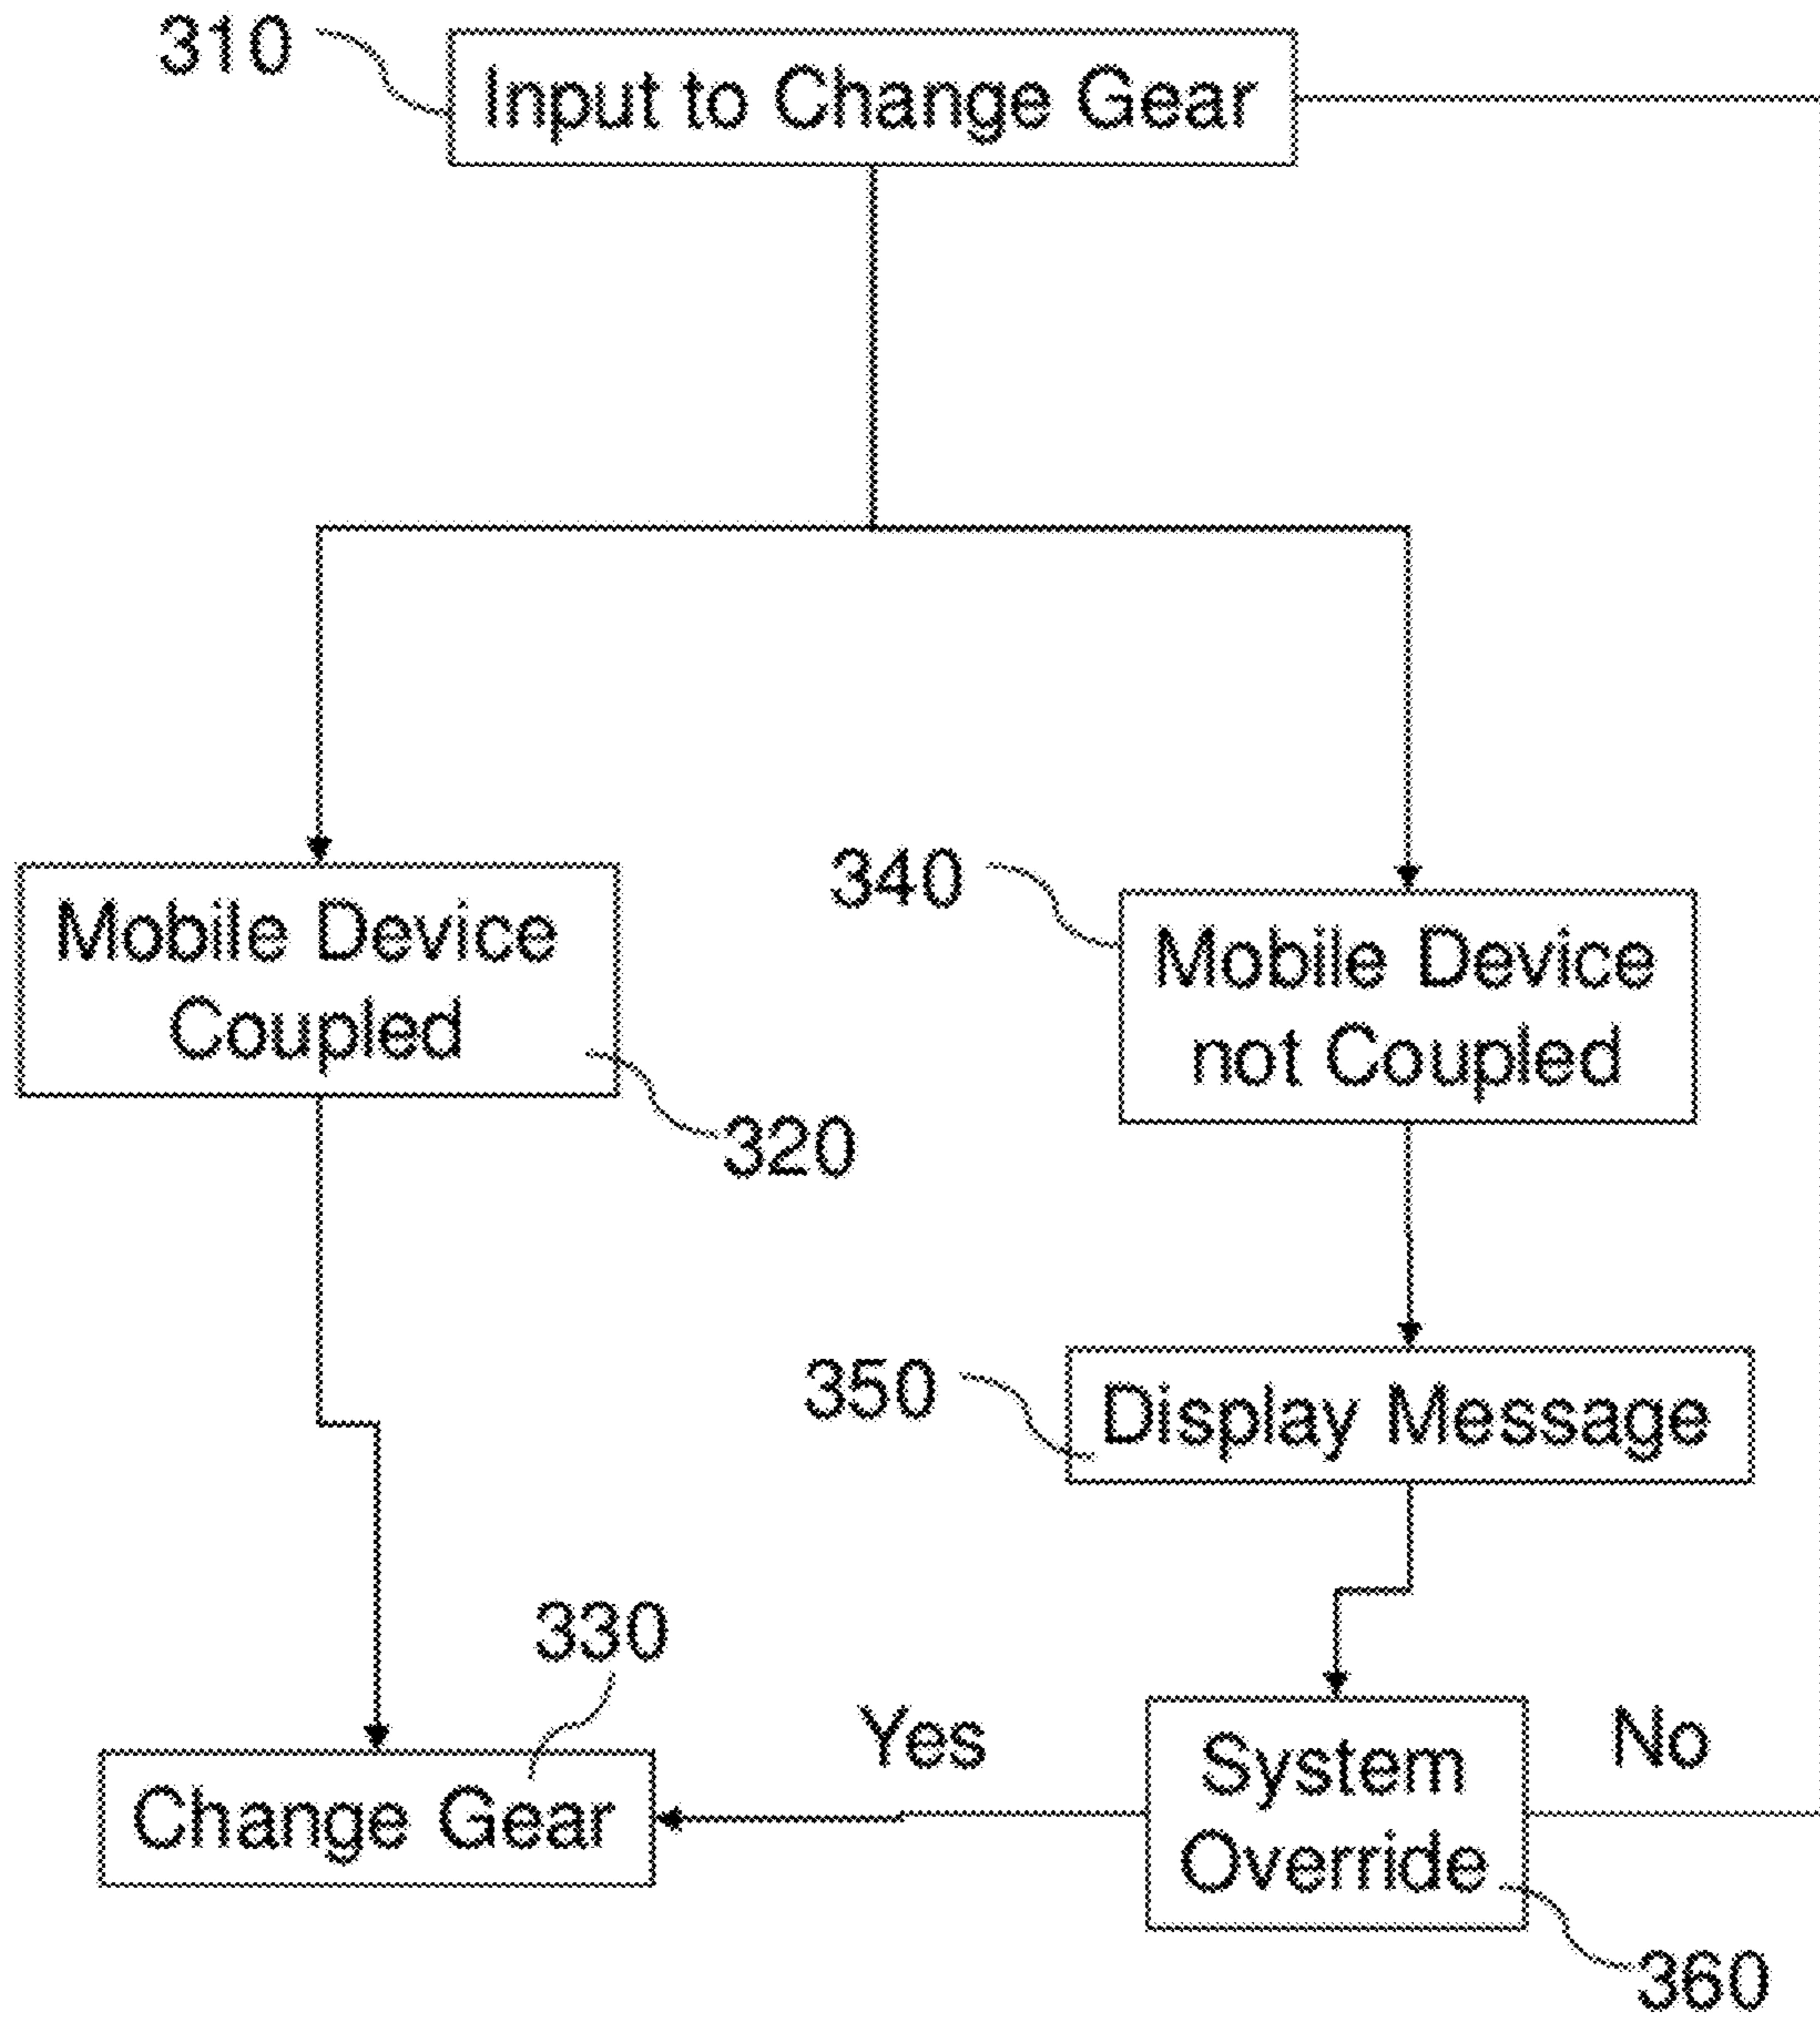 310
Input to Change Gear
Mobile Device
Coupled
320
340
Mobile Device
not Coupled
350
Display Message
330
Change Gear
Yes
System
Override
No
360